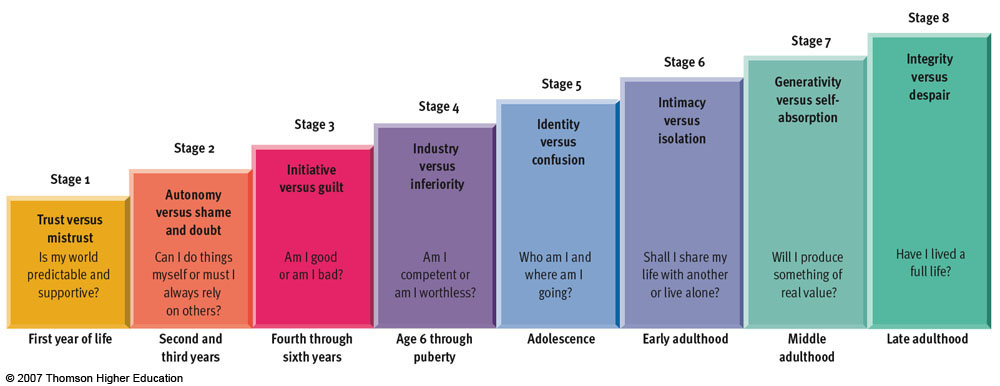 Stage 1
Trust versus
mistrust
Is my world
predictable and
supportive?
First year of life
Stage 2
Autonomy
versus shame
and doubt
Can I do things
myself or must I
always rely
on others?
Second and
third years
Stage 3
Initiative
versus guilt
Am I good
or am I bad?
Fourth through
sixth years
Stage 4
Industry
versus
inferiority
Am I
competent or
am I worthless?
Age 6 through
puberty
Stage 5
Identity
versus
confusion
Who am I and
where am I
going?
Adolescence
Stage 6
Intimacy
versus
isolation
Shall I share my
life with another
or live alone?
Early adulthood
Stage 7
Generativity
versus self-
absorption
Will I produce
something of
real value?
Middle
adulthood
Stage 8
Integrity
versus
despair
Have I lived a
full life?
Late adulthood
© 2007 Thomson Higher Education